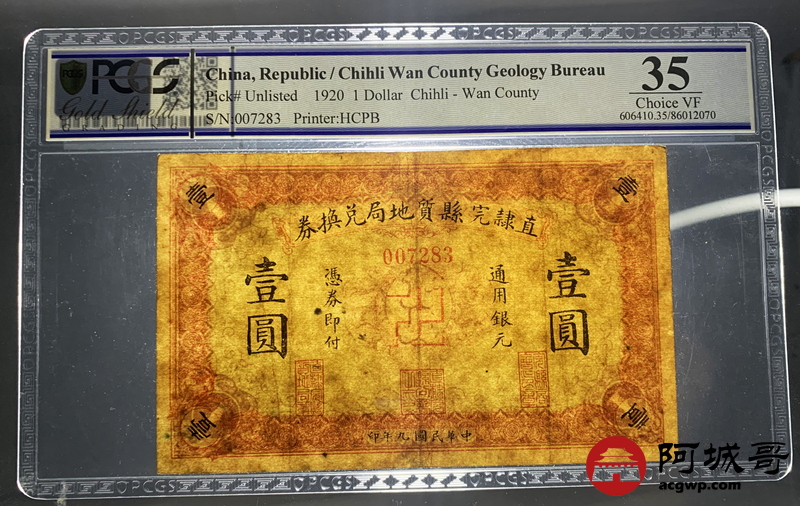 PCGS
Gold Shield
China, Republic / Chihli Wan County Geology Bureau
Pick# Unlisted 1920 1 Dollar Chihli - Wan County
S/N:007283 Printer:HCPB
35
Choice VF
606410.35/86012070
壹 壹
直隸完縣質地局兌換券
007283
壹圓
通用銀元
憑券即付
壹圓
壹 壹
中華民國九年印
阿城哥
acgwp.com